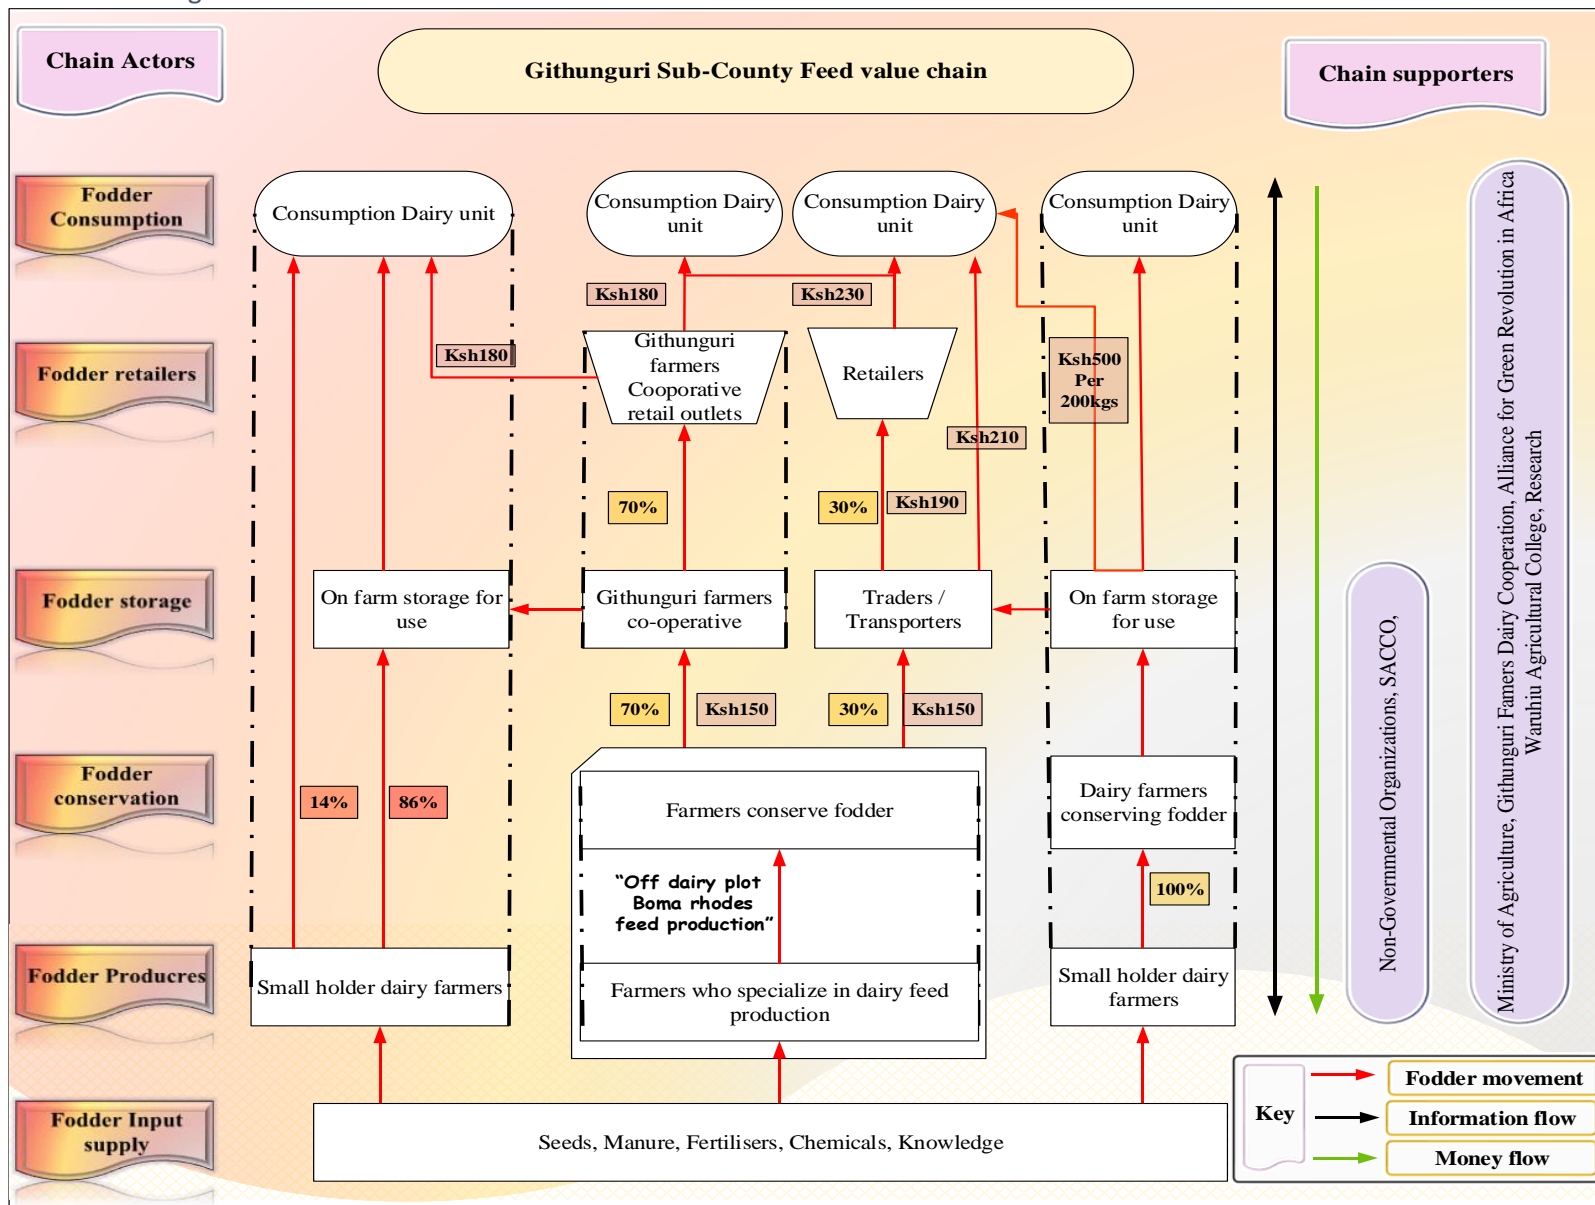 Chain Actors
Githunguri Sub-County Feed value chain
Chain supporters
Fodder
Consumption
Consumption Dairy unit
Consumption Dairy
unit
Consumption Dairy
unit
Consumption Dairy
unit
Ksh180
Ksh230
Fodder retailers
Ksh180
Githunguri
farmers
Cooporative
retail outlets
Retailers
Ksh500
Per
200kgs
Ksh210
70%
30%
Ksh190
Fodder storage
On farm storage for
use
Githunguri farmers
co-operative
Traders /
Transporters
On farm storage
for use
70%
Ksh150
30%
Ksh150
Fodder
conservation
14%
86%
Farmers conserve fodder
Dairy farmers
conserving fodder
“Off dairy plot
Boma rhodes
feed production”
100%
Fodder Producres
Small holder dairy farmers
Farmers who specialize in dairy feed
production
Small holder dairy
farmers
Fodder Input
supply
Seeds, Manure, Fertilisers, Chemicals, Knowledge
Non-Governmental Organizations, SACCO,
Ministry of Agriculture, Githunguri Famers Dairy Cooperation, Alliance for Green Revolution in Africa
Waruhiu Agricultural College, Research
Key
Fodder movement
Information flow
Money flow